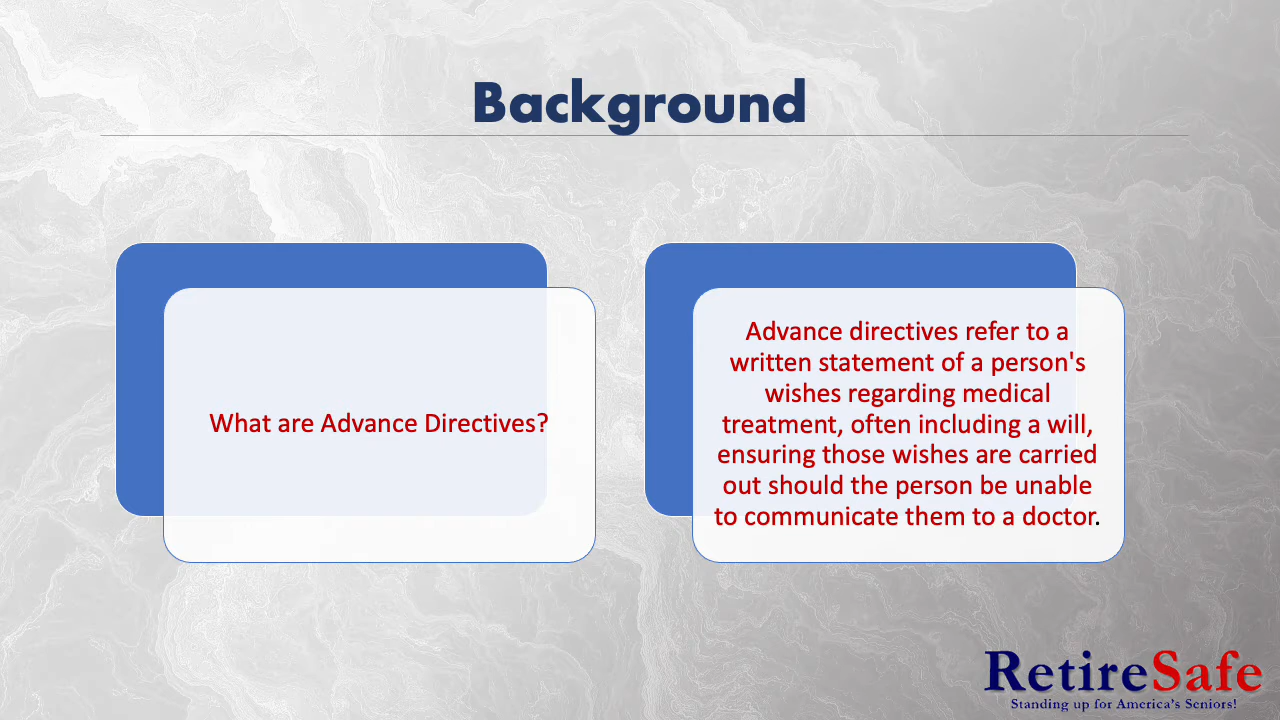 Background
What are Advance Directives?
Advance directives refer to a
written statement of a person's
wishes regarding medical
treatment, often including a will,
ensuring those wishes are carried
out should the person be unable
to communicate them to a doctor.
RetireSafe
Standing up for America's Seniors!